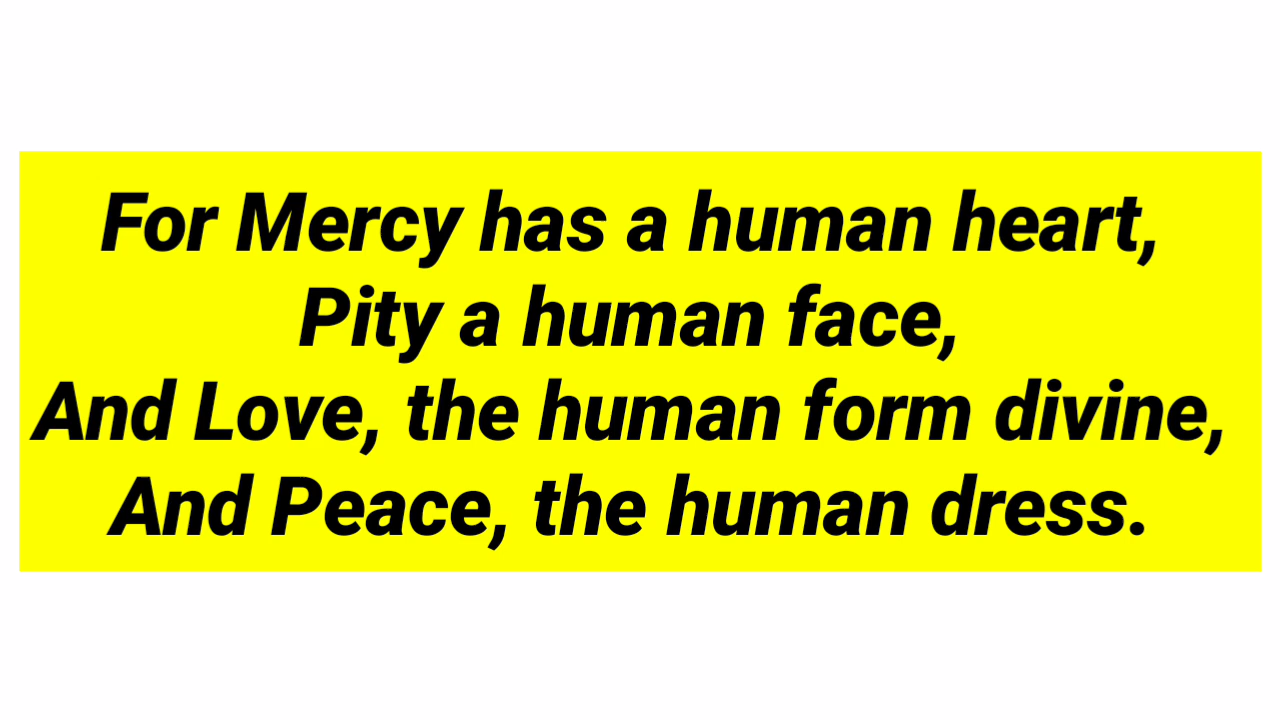 For Mercy has a human heart,
Pity a human face,
And Love, the human form divine,
And Peace, the human dress.